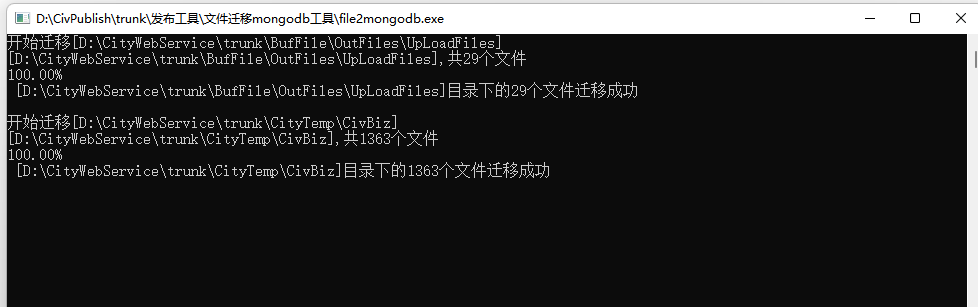 D:\CivPublish\trunk\发布工具\文件迁移mongodb工具\file2mongodb.exe
开始迁移[D:\CityWebService\trunk\BufFile\OutFiles\UpLoadFiles]
[D:\CityWebService\trunk\BufFile\OutFiles\UpLoadFiles],共29个文件
100.00%
[D:\CityWebService\trunk\BufFile\OutFiles\UpLoadFiles]目录下的29个文件迁移成功
开始迁移[D:\CityWebService\trunk\CityTemp\CivBiz]
[D:\CityWebService\trunk\CityTemp\CivBiz],共1363个文件
100.00%
[D:\CityWebService\trunk\CityTemp\CivBiz]目录下的1363个文件迁移成功